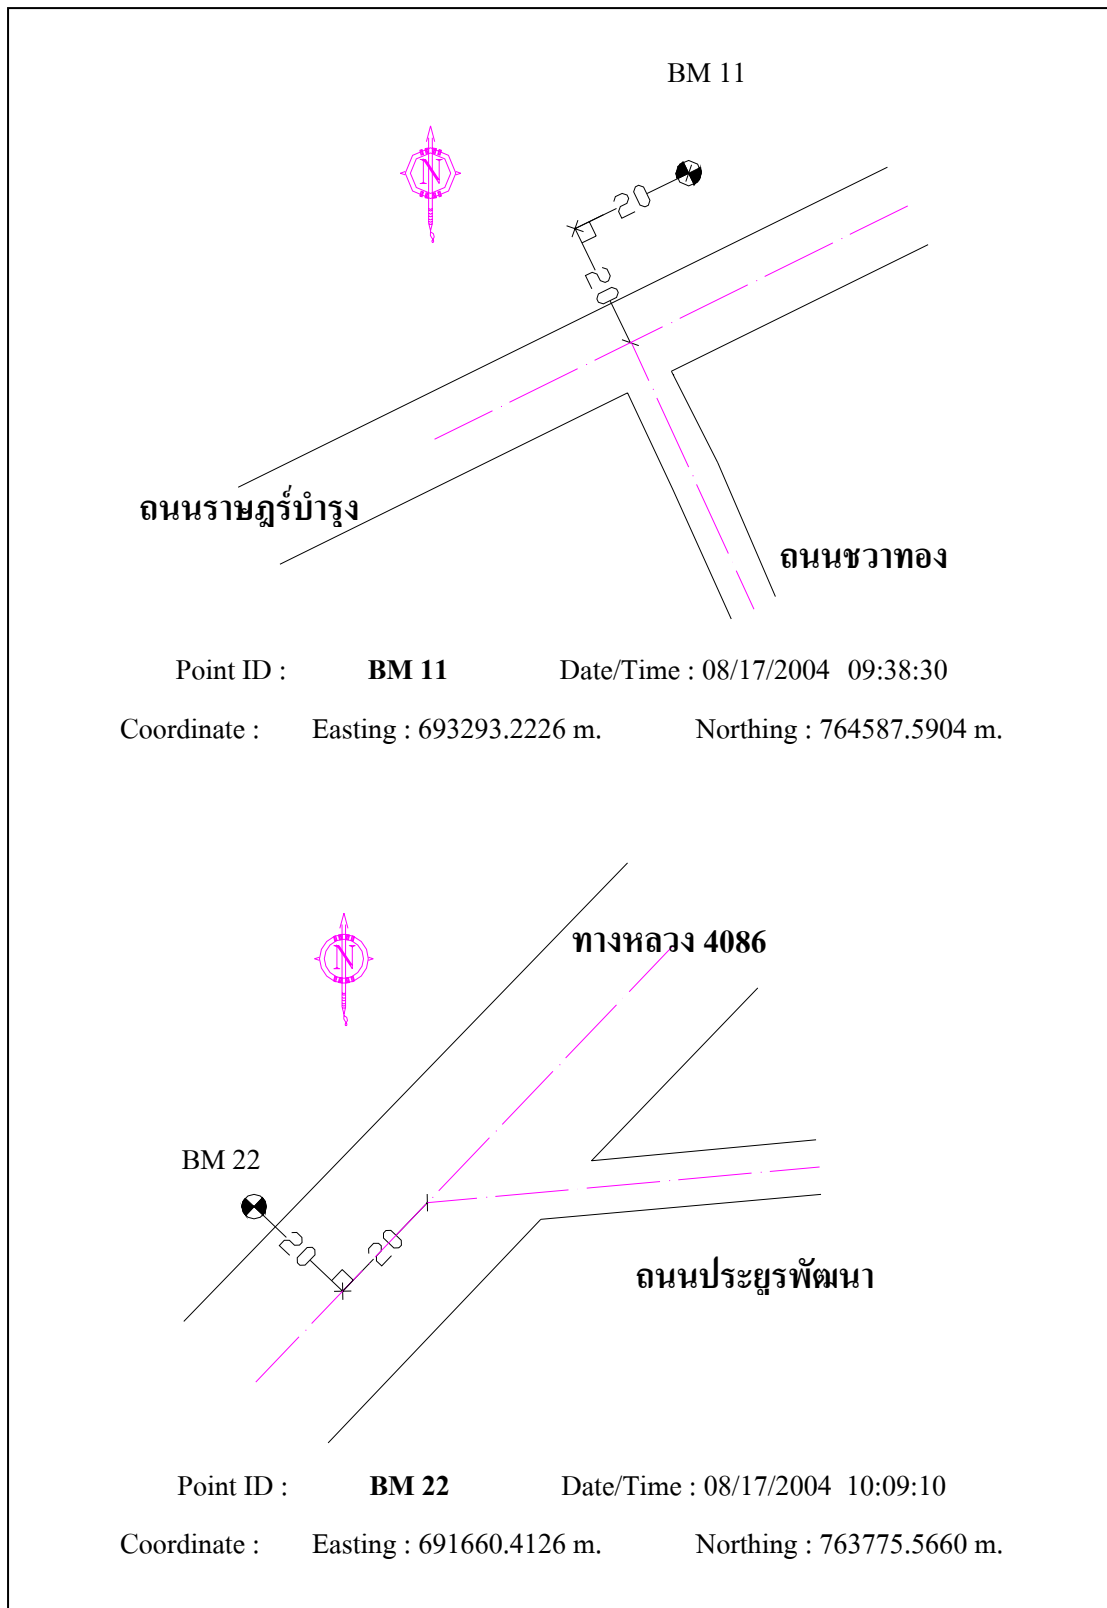 BM 11
N
20
20
ถนนราษฎร์บำรุง
ถนนชวาทอง
Point ID : BM 11 Date/Time : 08/17/2004 09:38:30
Coordinate : Easting : 693293.2226 m. Northing : 764587.5904 m.
ทางหลวง 4086
N
BM 22
20
20
ถนนประยูรพัฒนา
Point ID : BM 22 Date/Time : 08/17/2004 10:09:10
Coordinate : Easting : 691660.4126 m. Northing : 763775.5660 m.